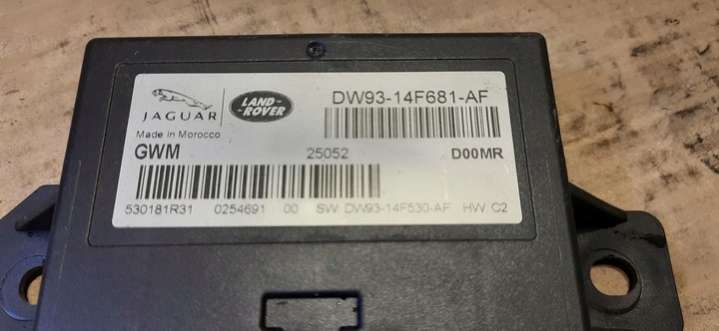 JAGUAR
LAND-
-ROVER
DW93-14F681-AF
Made in Morocco
GWM 25052 D00MR
530181R31 0254691 00 SW DW93-14F530-AF HW C2